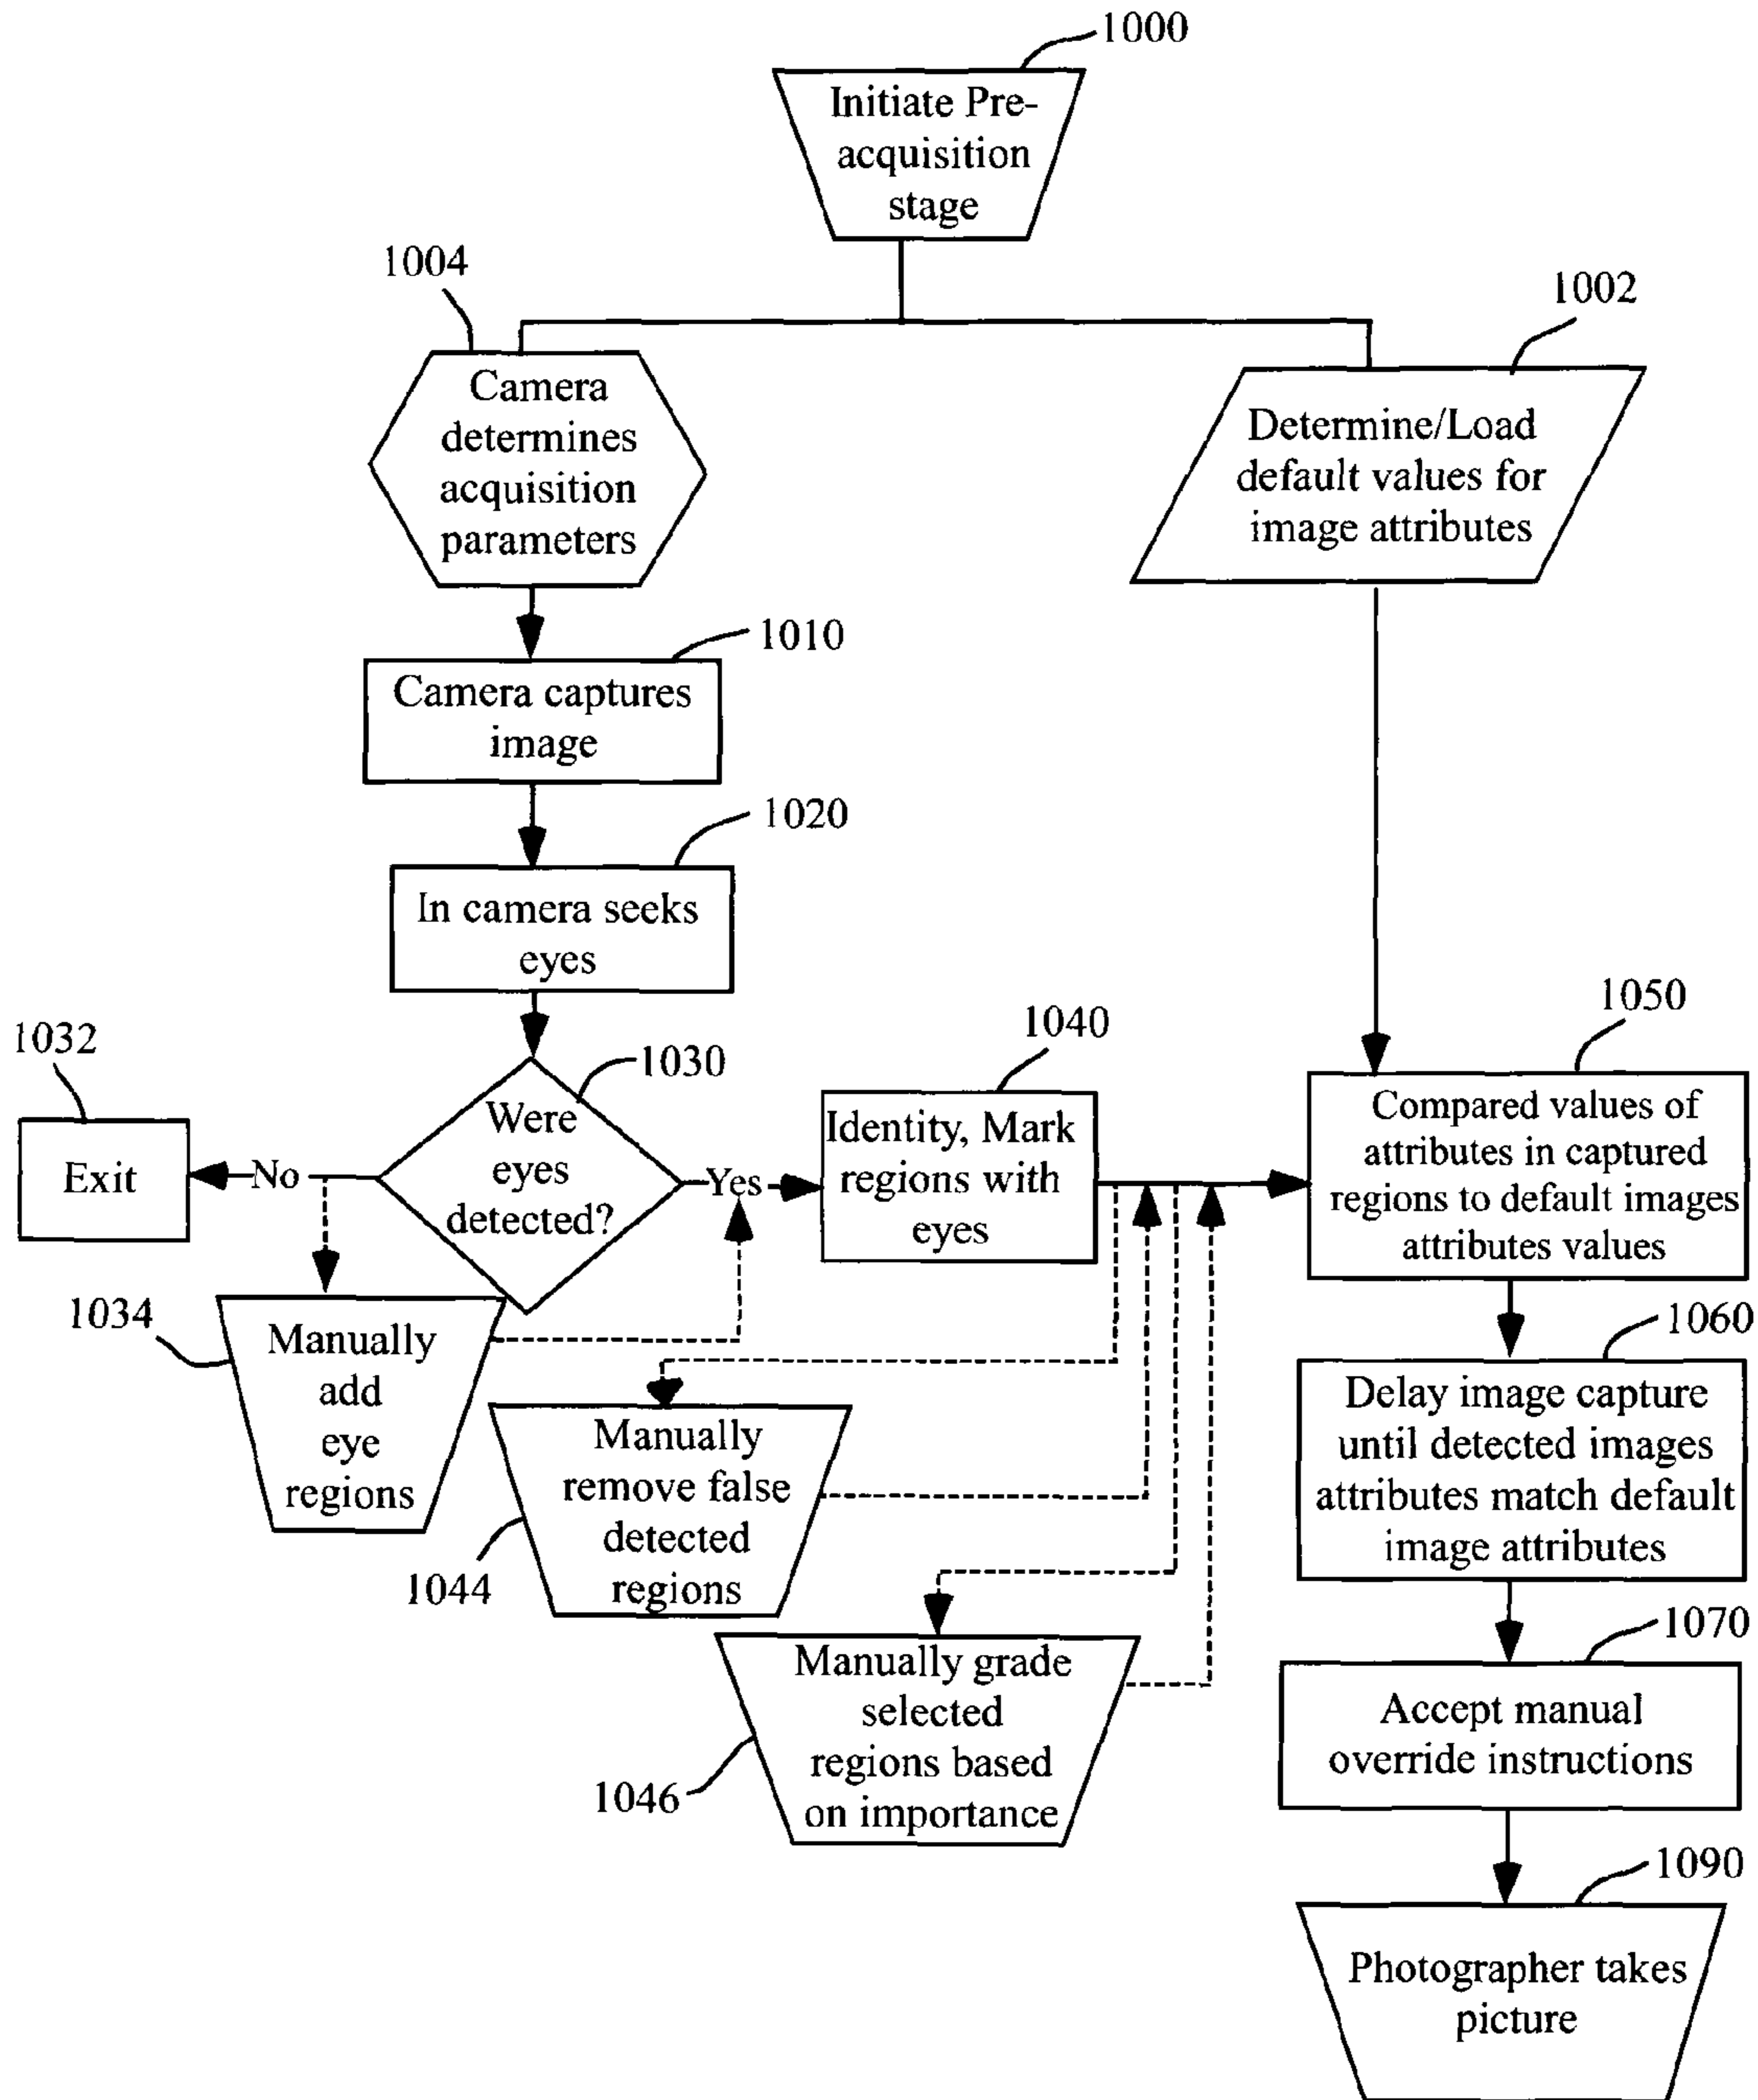 1000
Initiate Pre-
acquisition
stage
1004
1002
Camera
determines
acquisition
parameters
Determine/Load
default values for
image attributes
1010
Camera captures
image
1020
In camera seeks
eyes
1032
1030
1040
1050
Exit
No
Were
eyes
detected?
Yes
Identity, Mark
regions with
eyes
Compared values of
attributes in captured
regions to default images
attributes values
1034
Manually
add
eye
regions
1060
Delay image capture
until detected images
attributes match default
image attributes
1044
Manually
remove false
detected
regions
1070
Accept manual
override instructions
1046
Manually grade
selected
regions based
on importance
1090
Photographer takes
picture